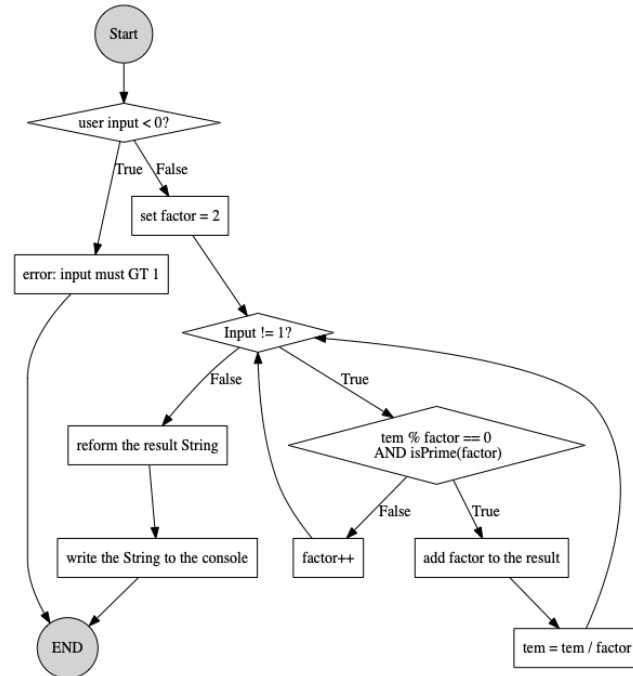 Start
user input < 0?
True
False
set factor = 2
error: input must GT 1
Input != 1?
False
True
reform the result String
tem % factor == 0
AND isPrime(factor)
False
True
write the String to the console
factor++
add factor to the result
END
tem = tem / factor